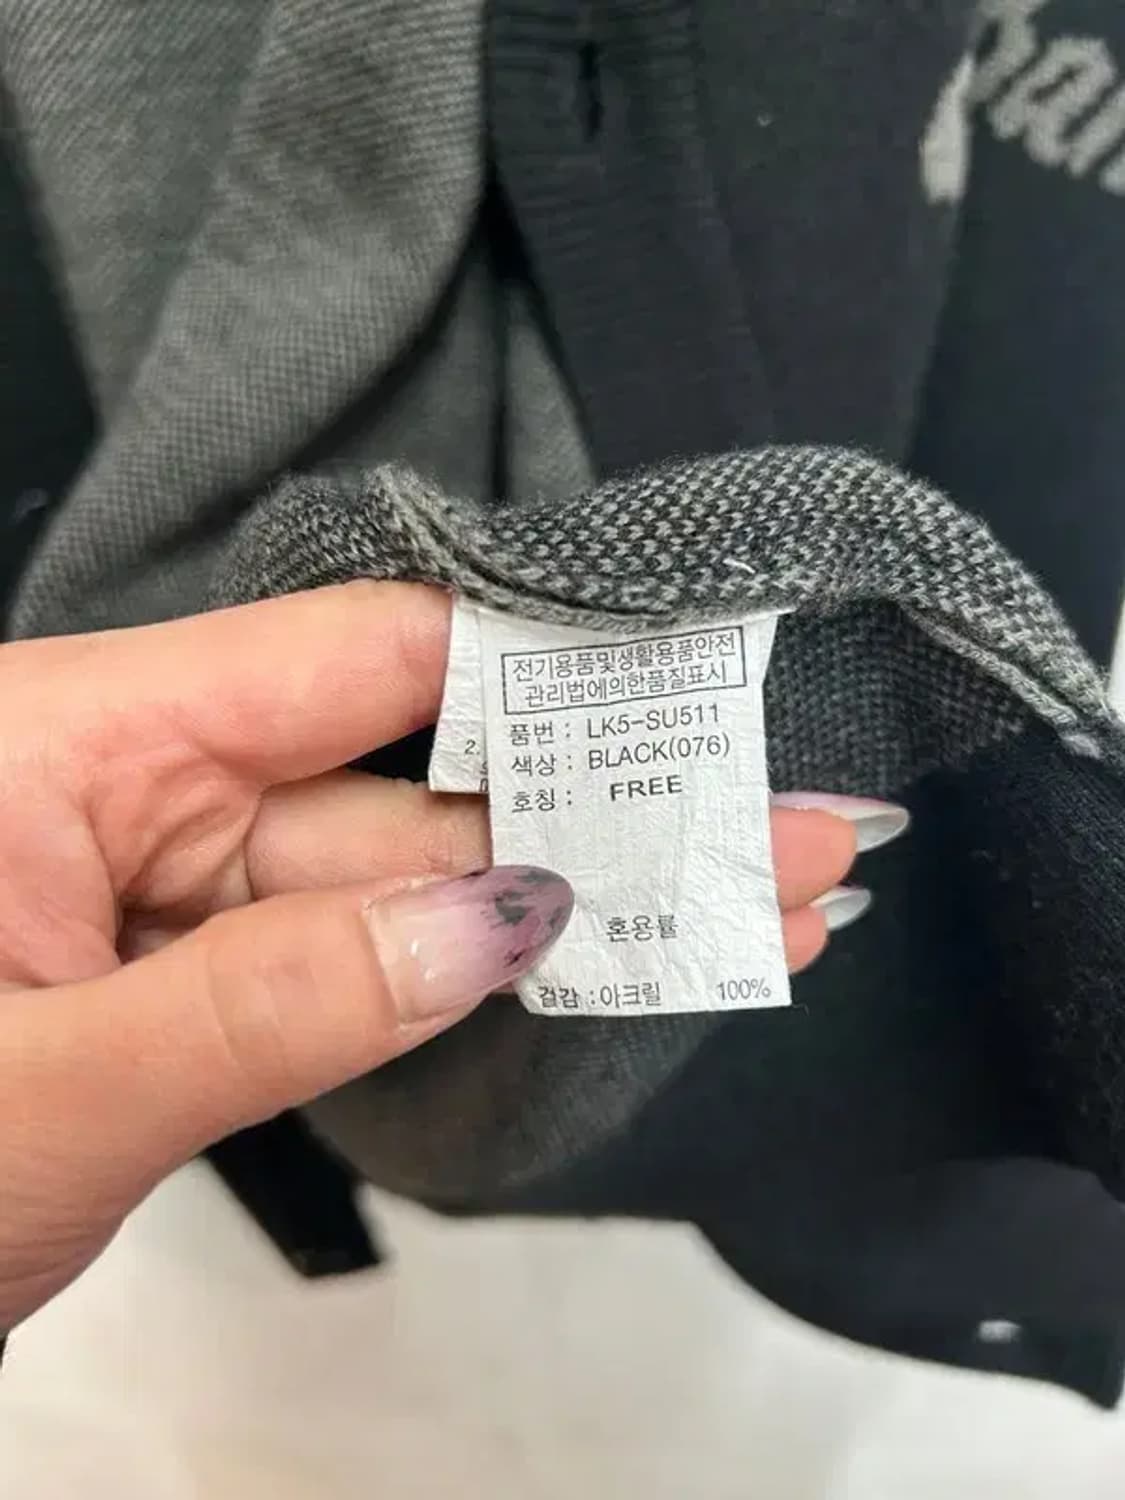 전기용품및생활용품안전
관리법에의한품질표시
품번 : LK5-SU511
색상 : BLACK(076)
호칭 : FREE
혼용률
겉감 : 아크릴 100%
2.